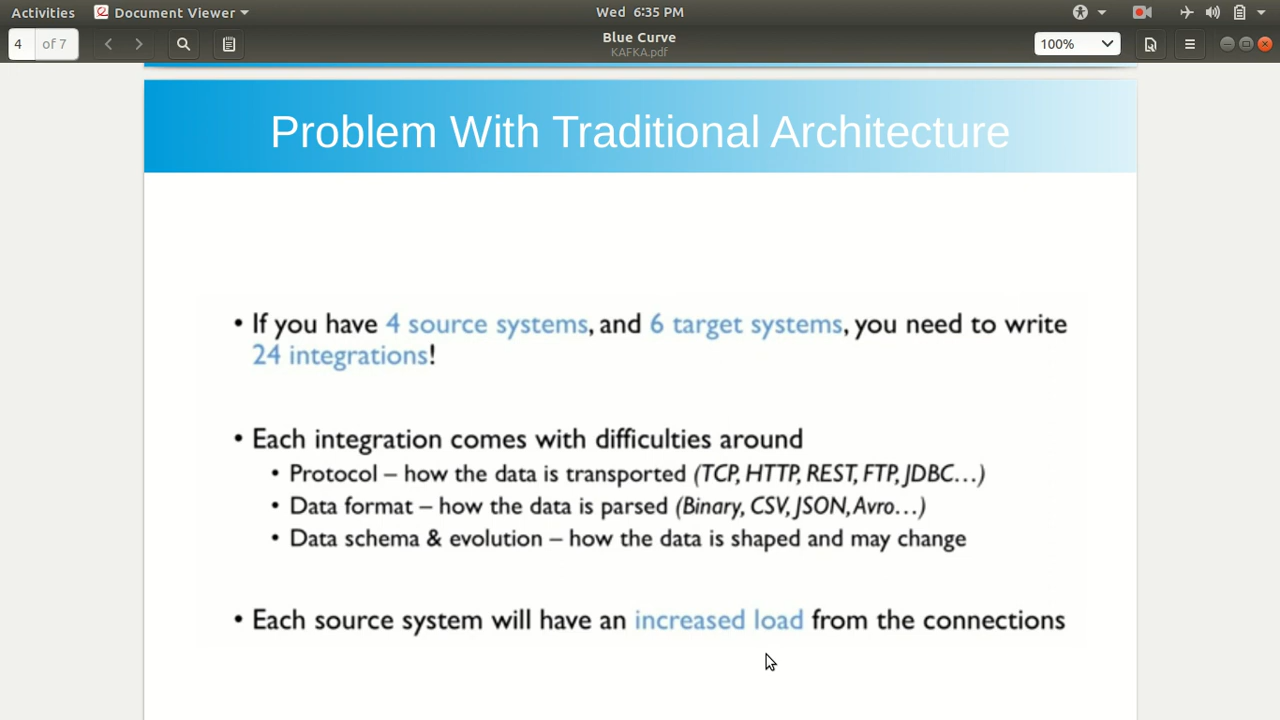 Activities Document Viewer Wed 6:35 PM
4 of 7 Blue Curve 100%
KAFKA.pdf
Problem With Traditional Architecture
• If you have 4 source systems, and 6 target systems, you need to write
24 integrations!
• Each integration comes with difficulties around
• Protocol – how the data is transported (TCP, HTTP, REST, FTP, JDBC…)
• Data format – how the data is parsed (Binary, CSV, JSON, Avro…)
• Data schema & evolution – how the data is shaped and may change
• Each source system will have an increased load from the connections